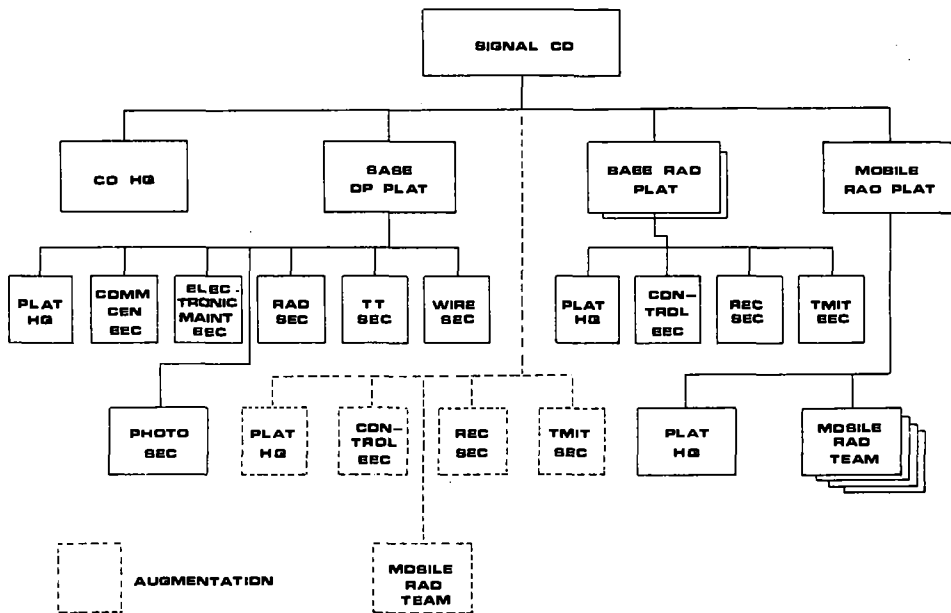 SIGNAL CO
CO HQ
BASE
OP PLAT
BASE RAD
PLAT
MOBILE
RAD PLAT
PLAT
HQ
COMM
CEN
SEC
ELEC-
TRONIC
MAINT
SEC
RAD
SEC
TT
SEC
WIRE
SEC
PLAT
HQ
CON-
TROL
SEC
REC
SEC
TMIT
SEC
PHOTO
SEC
PLAT
HQ
CON-
TROL
SEC
REC
SEC
TMIT
SEC
PLAT
HQ
MOBILE
RAD
TEAM
AUGMENTATION
MOBILE
RAD
TEAM